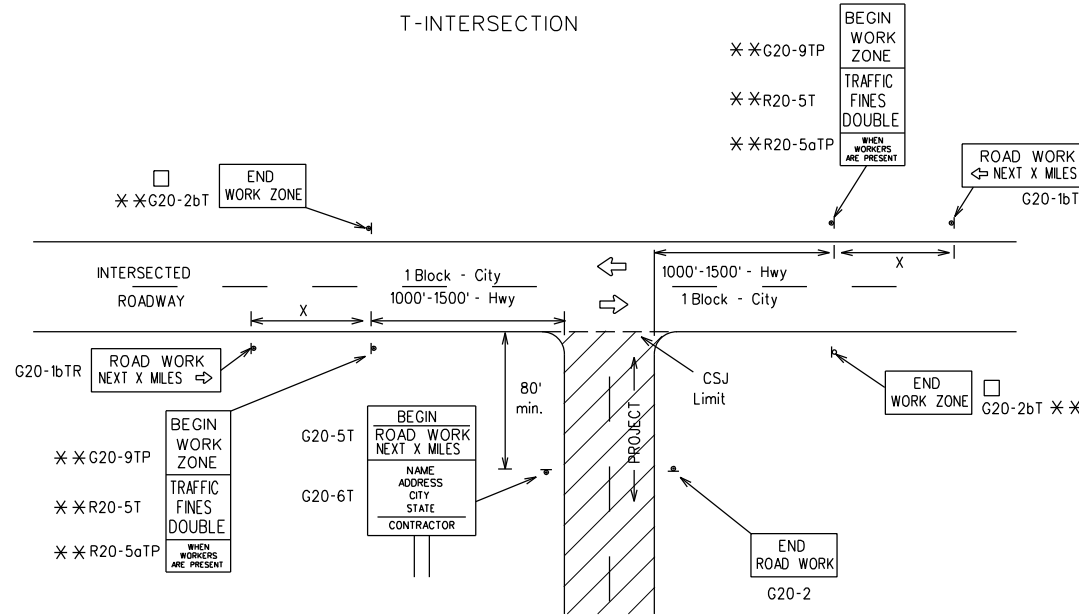 T-INTERSECTION
BEGIN
WORK
ZONE
TRAFFIC
FINES
DOUBLE
WHEN
WORKERS
ARE PRESENT
✳ ✳G20-9TP
✳ ✳R20-5T
✳ ✳R20-5aTP
ROAD WORK
⇦ NEXT X MILES
G20-1bT
END
WORK ZONE
□
✳ ✳G20-2bT
INTERSECTED
ROADWAY
1 Block - City
1000'-1500' - Hwy
X
1000'-1500' - Hwy
1 Block - City
X
G20-1bTR
ROAD WORK
NEXT X MILES ⇨
80'
min.
CSJ
Limit
PROJECT
END
WORK ZONE
□
G20-2bT ✳ ✳
✳ ✳G20-9TP
✳ ✳R20-5T
✳ ✳R20-5aTP
BEGIN
WORK
ZONE
TRAFFIC
FINES
DOUBLE
WHEN
WORKERS
ARE PRESENT
G20-5T
G20-6T
BEGIN
ROAD WORK
NEXT X MILES
NAME
ADDRESS
CITY
STATE
CONTRACTOR
END
ROAD WORK
G20-2